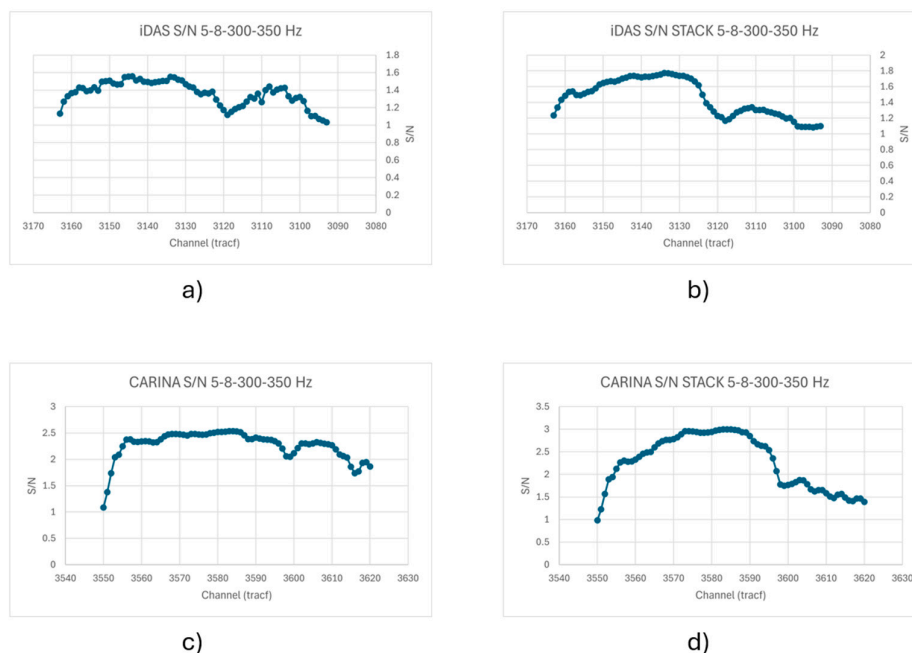 iDAS S/N 5-8-300-350 Hz
1.8
1.6
1.4
1.2
1
0.8
0.6
0.4
0.2
0
S/N
3170 3160 3150 3140 3130 3120 3110 3100 3090 3080
Channel (tracf)
a)
iDAS S/N STACK 5-8-300-350 Hz
2
1.8
1.6
1.4
1.2
1
0.8
0.6
0.4
0.2
0
S/N
3170 3160 3150 3140 3130 3120 3110 3100 3090 3080
Channel (tracf)
b)
CARINA S/N 5-8-300-350 Hz
3
2.5
2
1.5
1
0.5
0
S/N
3540 3550 3560 3570 3580 3590 3600 3610 3620 3630
Channel (tracf)
c)
CARINA S/N STACK 5-8-300-350 Hz
3.5
3
2.5
2
1.5
1
0.5
0
S/N
3540 3550 3560 3570 3580 3590 3600 3610 3620 3630
Channel (tracf)
d)